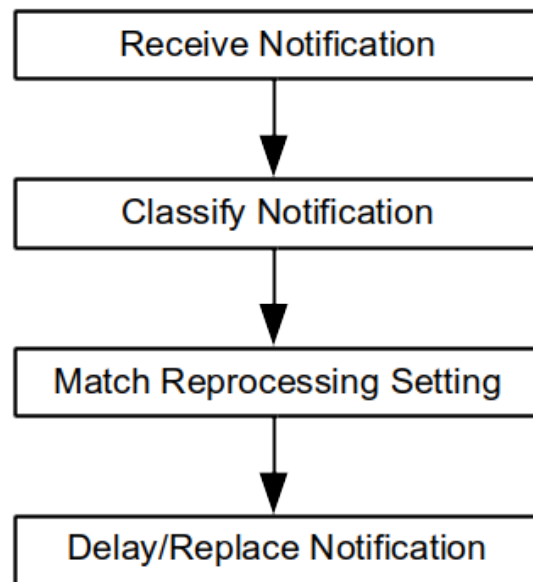 Receive Notification
Classify Notification
Match Reprocessing Setting
Delay/Replace Notification